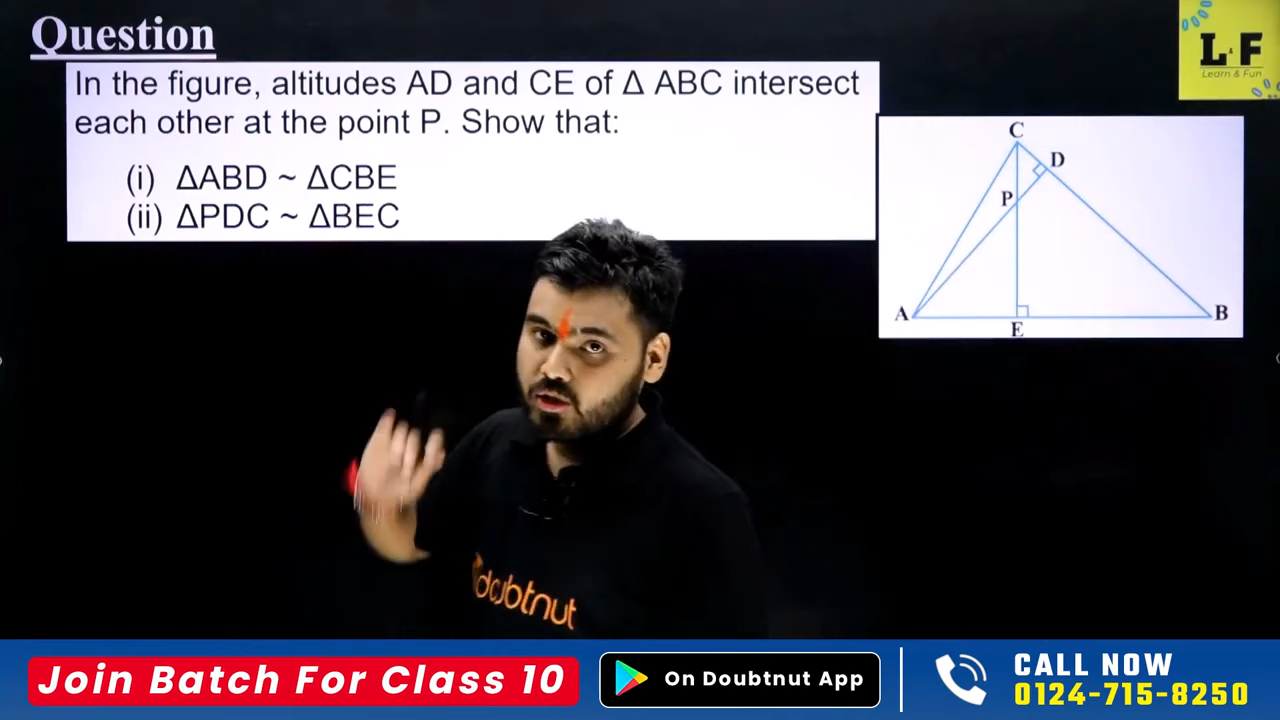 Question
L&F
Learn & Fun
In the figure, altitudes AD and CE of Δ ABC intersect
each other at the point P. Show that:
(i) ΔABD ~ ΔCBE
(ii) ΔPDC ~ ΔBEC
C
D
P
A
B
E
doubtnut
Join Batch For Class 10
On Doubtnut App
CALL NOW
0124-715-8250